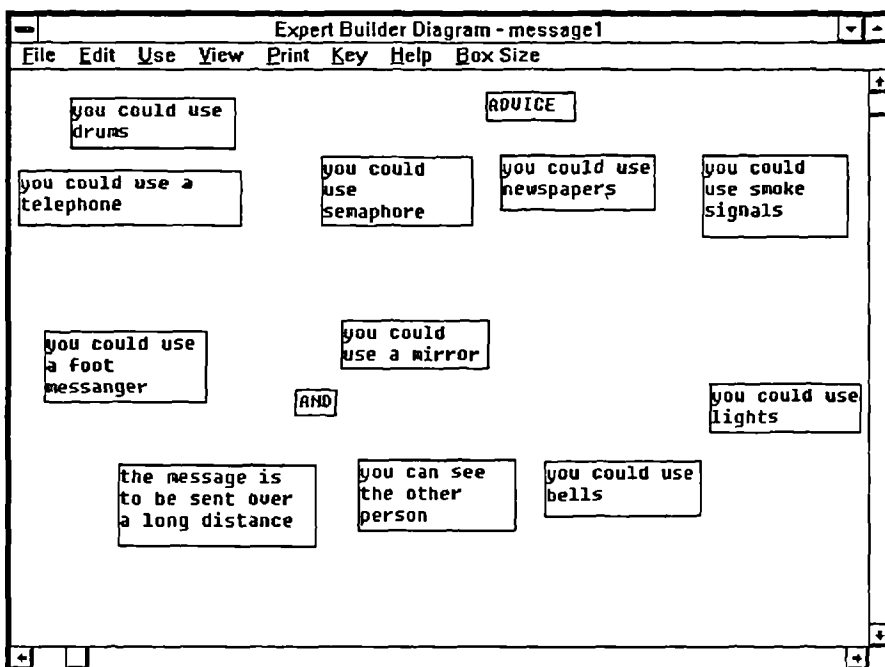 Expert Builder Diagram - message1
File Edit Use View Print Key Help Box Size
you could use
drums
ADVICE
you could use a
telephone
you could
use
semaphore
you could use
newspapers
you could
use smoke
signals
you could use
a foot
messanger
you could
use a mirror
AND
you could use
lights
the message is
to be sent over
a long distance
you can see
the other
person
you could use
bells